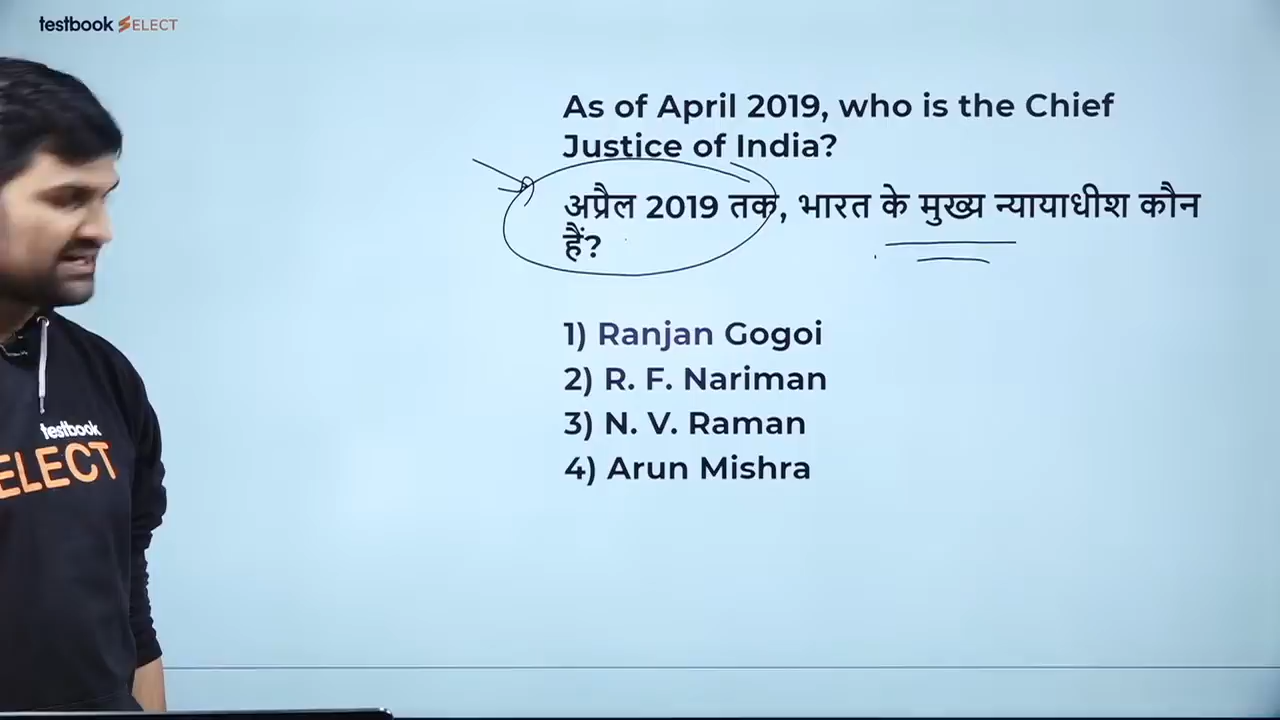 testbook SELECT
As of April 2019, who is the Chief
Justice of India?
अप्रैल 2019 तक, भारत के मुख्य न्यायाधीश कौन
हैं?
1) Ranjan Gogoi
2) R. F. Nariman
3) N. V. Raman
4) Arun Mishra
testbook
ELECT